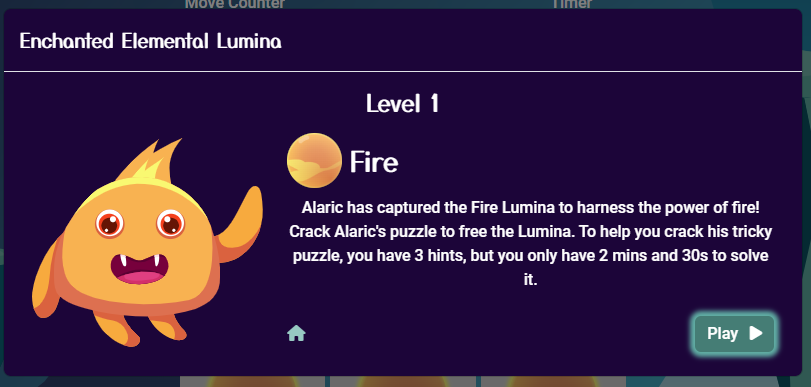 Move Counter
Timer
Enchanted Elemental Lumina
Level 1
Fire
Alaric has captured the Fire Lumina to harness the power of fire!
Crack Alaric's puzzle to free the Lumina. To help you crack his tricky
puzzle, you have 3 hints, but you only have 2 mins and 30s to solve
it.
Play